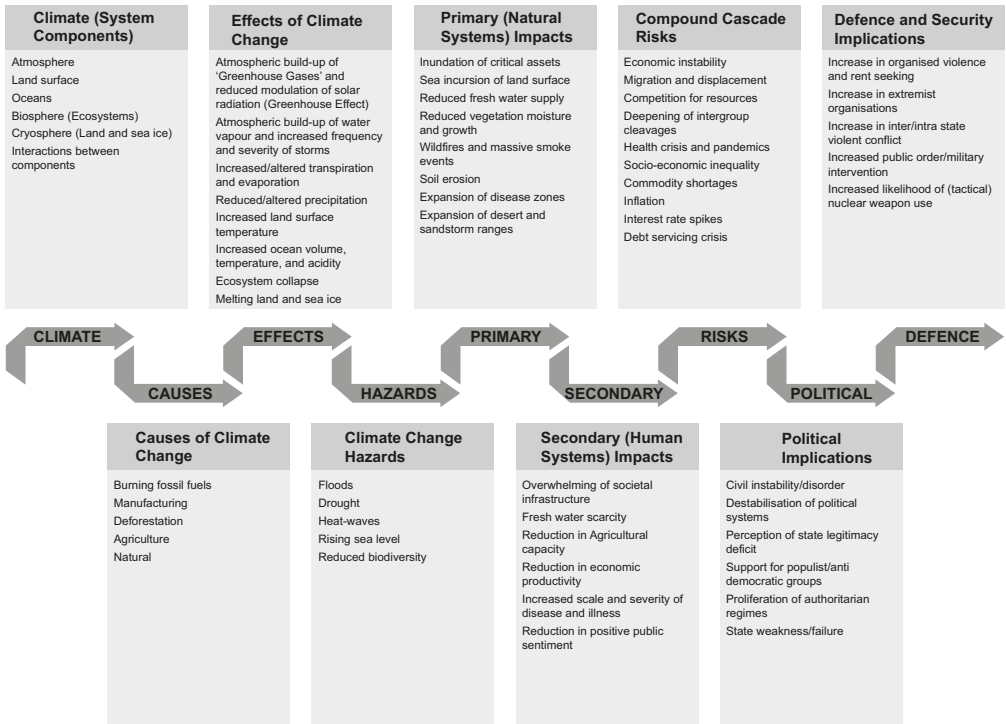 Climate (System
Components)
Atmosphere
Land surface
Oceans
Biosphere (Ecosystems)
Cryosphere (Land and sea ice)
Interactions between
components
Effects of Climate
Change
Atmospheric build-up of
‘Greenhouse Gases’ and
reduced modulation of solar
radiation (Greenhouse Effect)
Atmospheric build-up of water
vapour and increased frequency
and severity of storms
Increased/altered transpiration
and evaporation
Reduced/altered precipitation
Increased land surface
temperature
Increased ocean volume,
temperature, and acidity
Ecosystem collapse
Melting land and sea ice
Primary (Natural
Systems) Impacts
Inundation of critical assets
Sea incursion of land surface
Reduced fresh water supply
Reduced vegetation moisture
and growth
Wildfires and massive smoke
events
Soil erosion
Expansion of disease zones
Expansion of desert and
sandstorm ranges
Compound Cascade
Risks
Economic instability
Migration and displacement
Competition for resources
Deepening of intergroup
cleavages
Health crisis and pandemics
Socio-economic inequality
Commodity shortages
Inflation
Interest rate spikes
Debt servicing crisis
Defence and Security
Implications
Increase in organised violence
and rent seeking
Increase in extremist
organisations
Increase in inter/intra state
violent conflict
Increased public order/military
intervention
Increased likelihood of (tactical)
nuclear weapon use
CLIMATE
EFFECTS
PRIMARY
RISKS
DEFENCE
CAUSES
HAZARDS
SECONDARY
POLITICAL
Causes of Climate
Change
Burning fossil fuels
Manufacturing
Deforestation
Agriculture
Natural
Climate Change
Hazards
Floods
Drought
Heat-waves
Rising sea level
Reduced biodiversity
Secondary (Human
Systems) Impacts
Overwhelming of societal
infrastructure
Fresh water scarcity
Reduction in Agricultural
capacity
Reduction in economic
productivity
Increased scale and severity of
disease and illness
Reduction in positive public
sentiment
Political
Implications
Civil instability/disorder
Destabilisation of political
systems
Perception of state legitimacy
deficit
Support for populist/anti
democratic groups
Proliferation of authoritarian
regimes
State weakness/failure